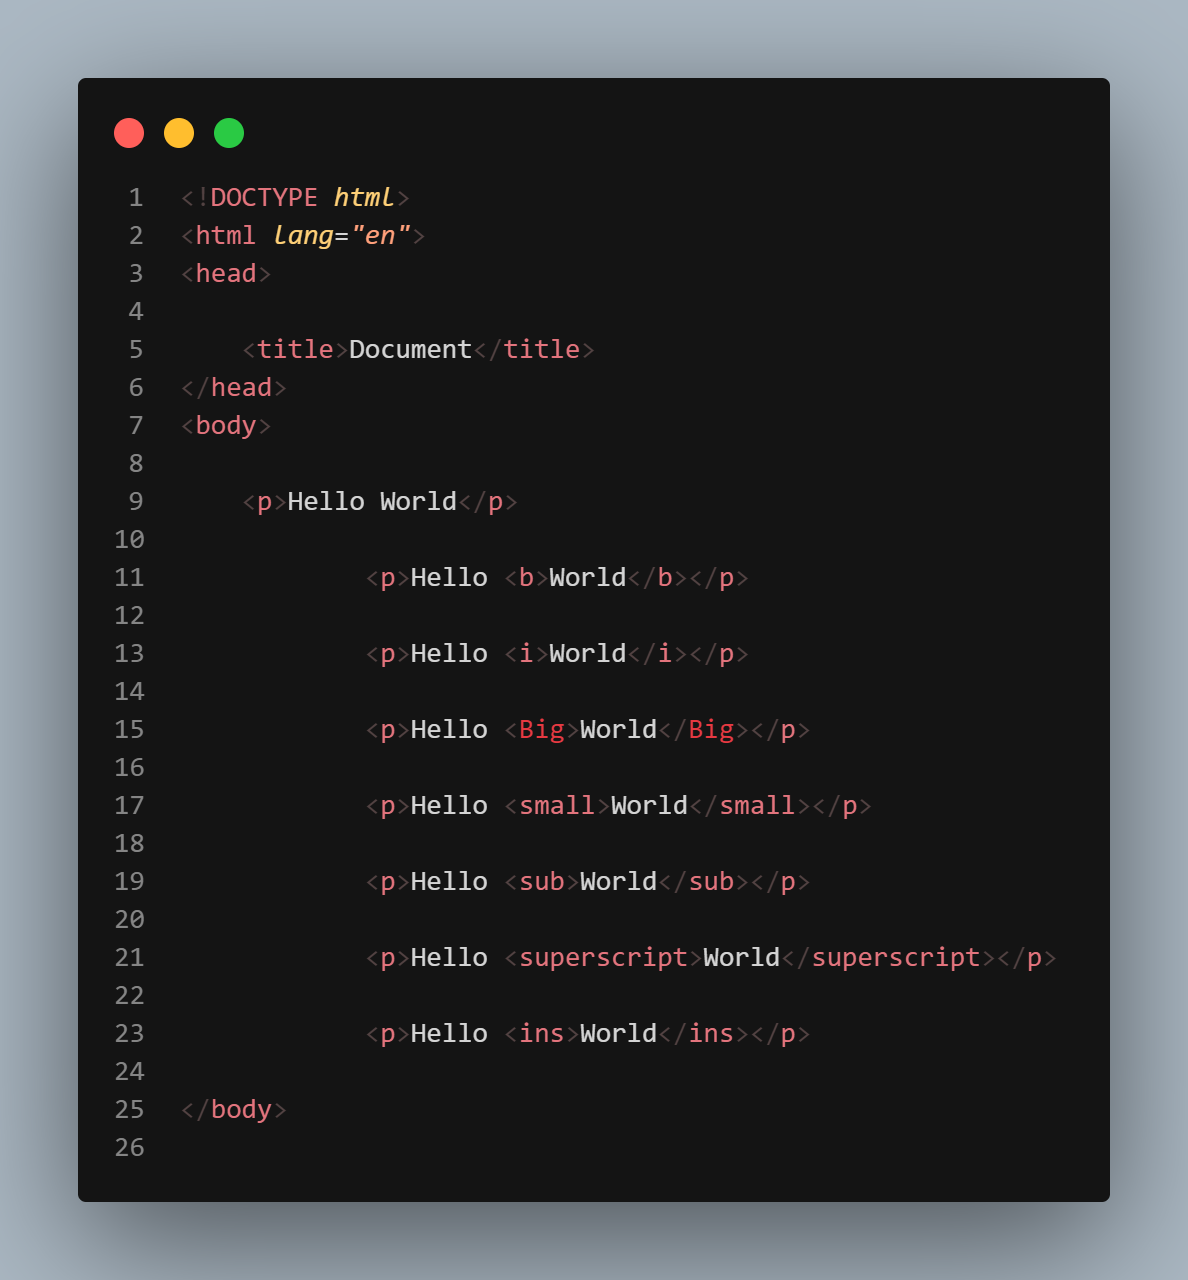 1 <!DOCTYPE html>
2 <html lang="en">
3 <head>
4
5     <title>Document</title>
6 </head>
7 <body>
8
9     <p>Hello World</p>
10
11             <p>Hello <b>World</b></p>
12
13             <p>Hello <i>World</i></p>
14
15             <p>Hello <Big>World</Big></p>
16
17             <p>Hello <small>World</small></p>
18
19             <p>Hello <sub>World</sub></p>
20
21             <p>Hello <superscript>World</superscript></p>
22
23             <p>Hello <ins>World</ins></p>
24
25 </body>
26